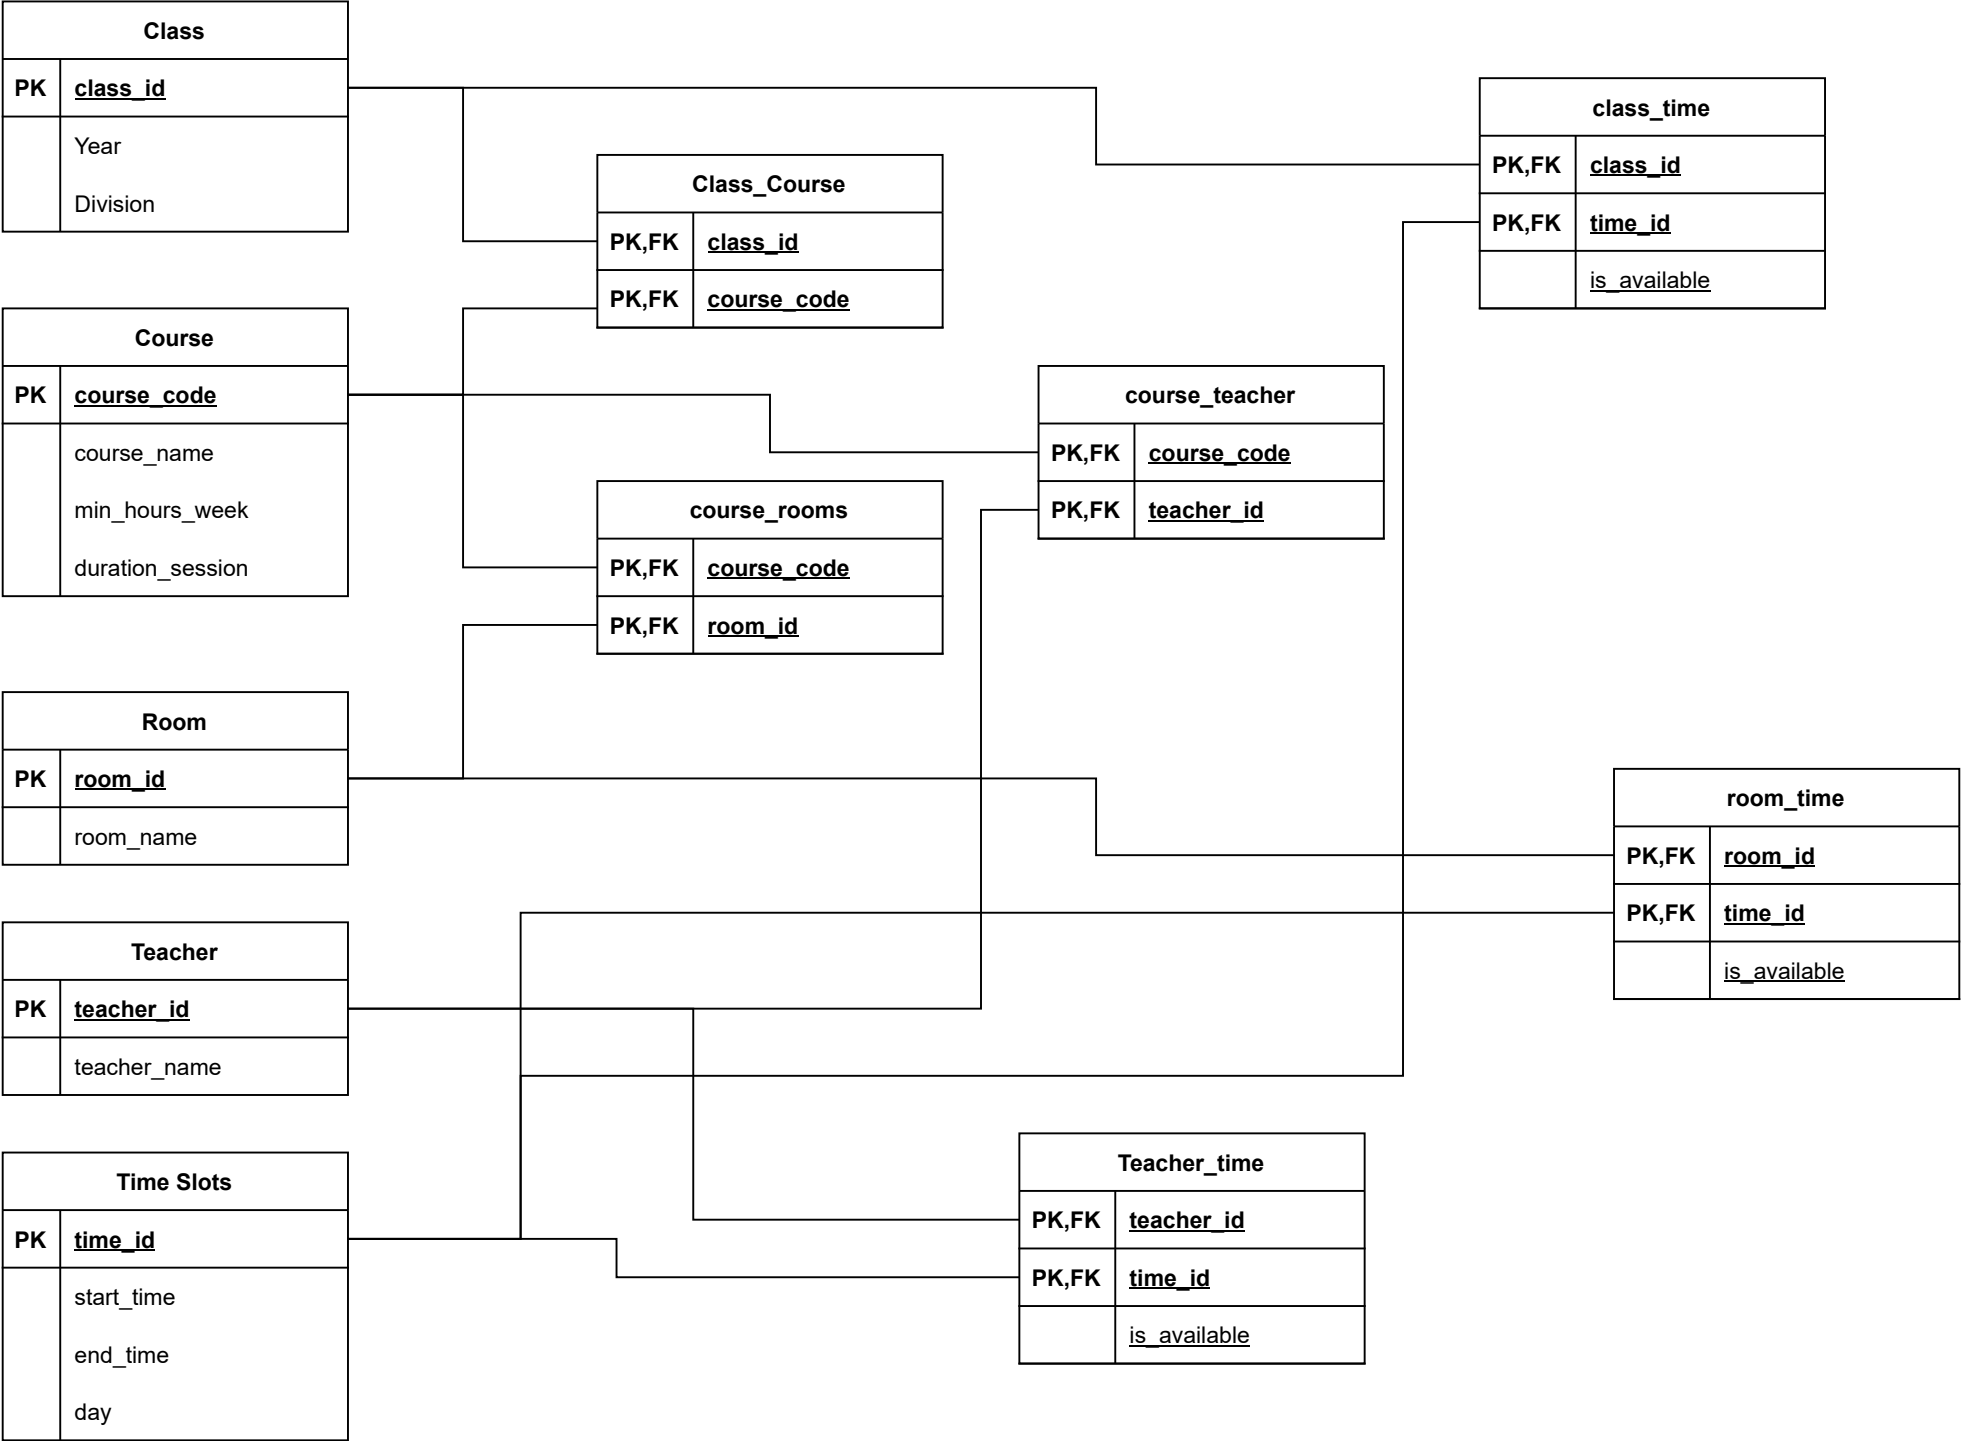 Class
PK class_id
Year
Division
Class_Course
PK,FK class_id
PK,FK course_code
class_time
PK,FK class_id
PK,FK time_id
is_available
Course
PK course_code
course_name
min_hours_week
duration_session
course_teacher
PK,FK course_code
PK,FK teacher_id
course_rooms
PK,FK course_code
PK,FK room_id
Room
PK room_id
room_name
room_time
PK,FK room_id
PK,FK time_id
is_available
Teacher
PK teacher_id
teacher_name
Time Slots
PK time_id
start_time
end_time
day
Teacher_time
PK,FK teacher_id
PK,FK time_id
is_available